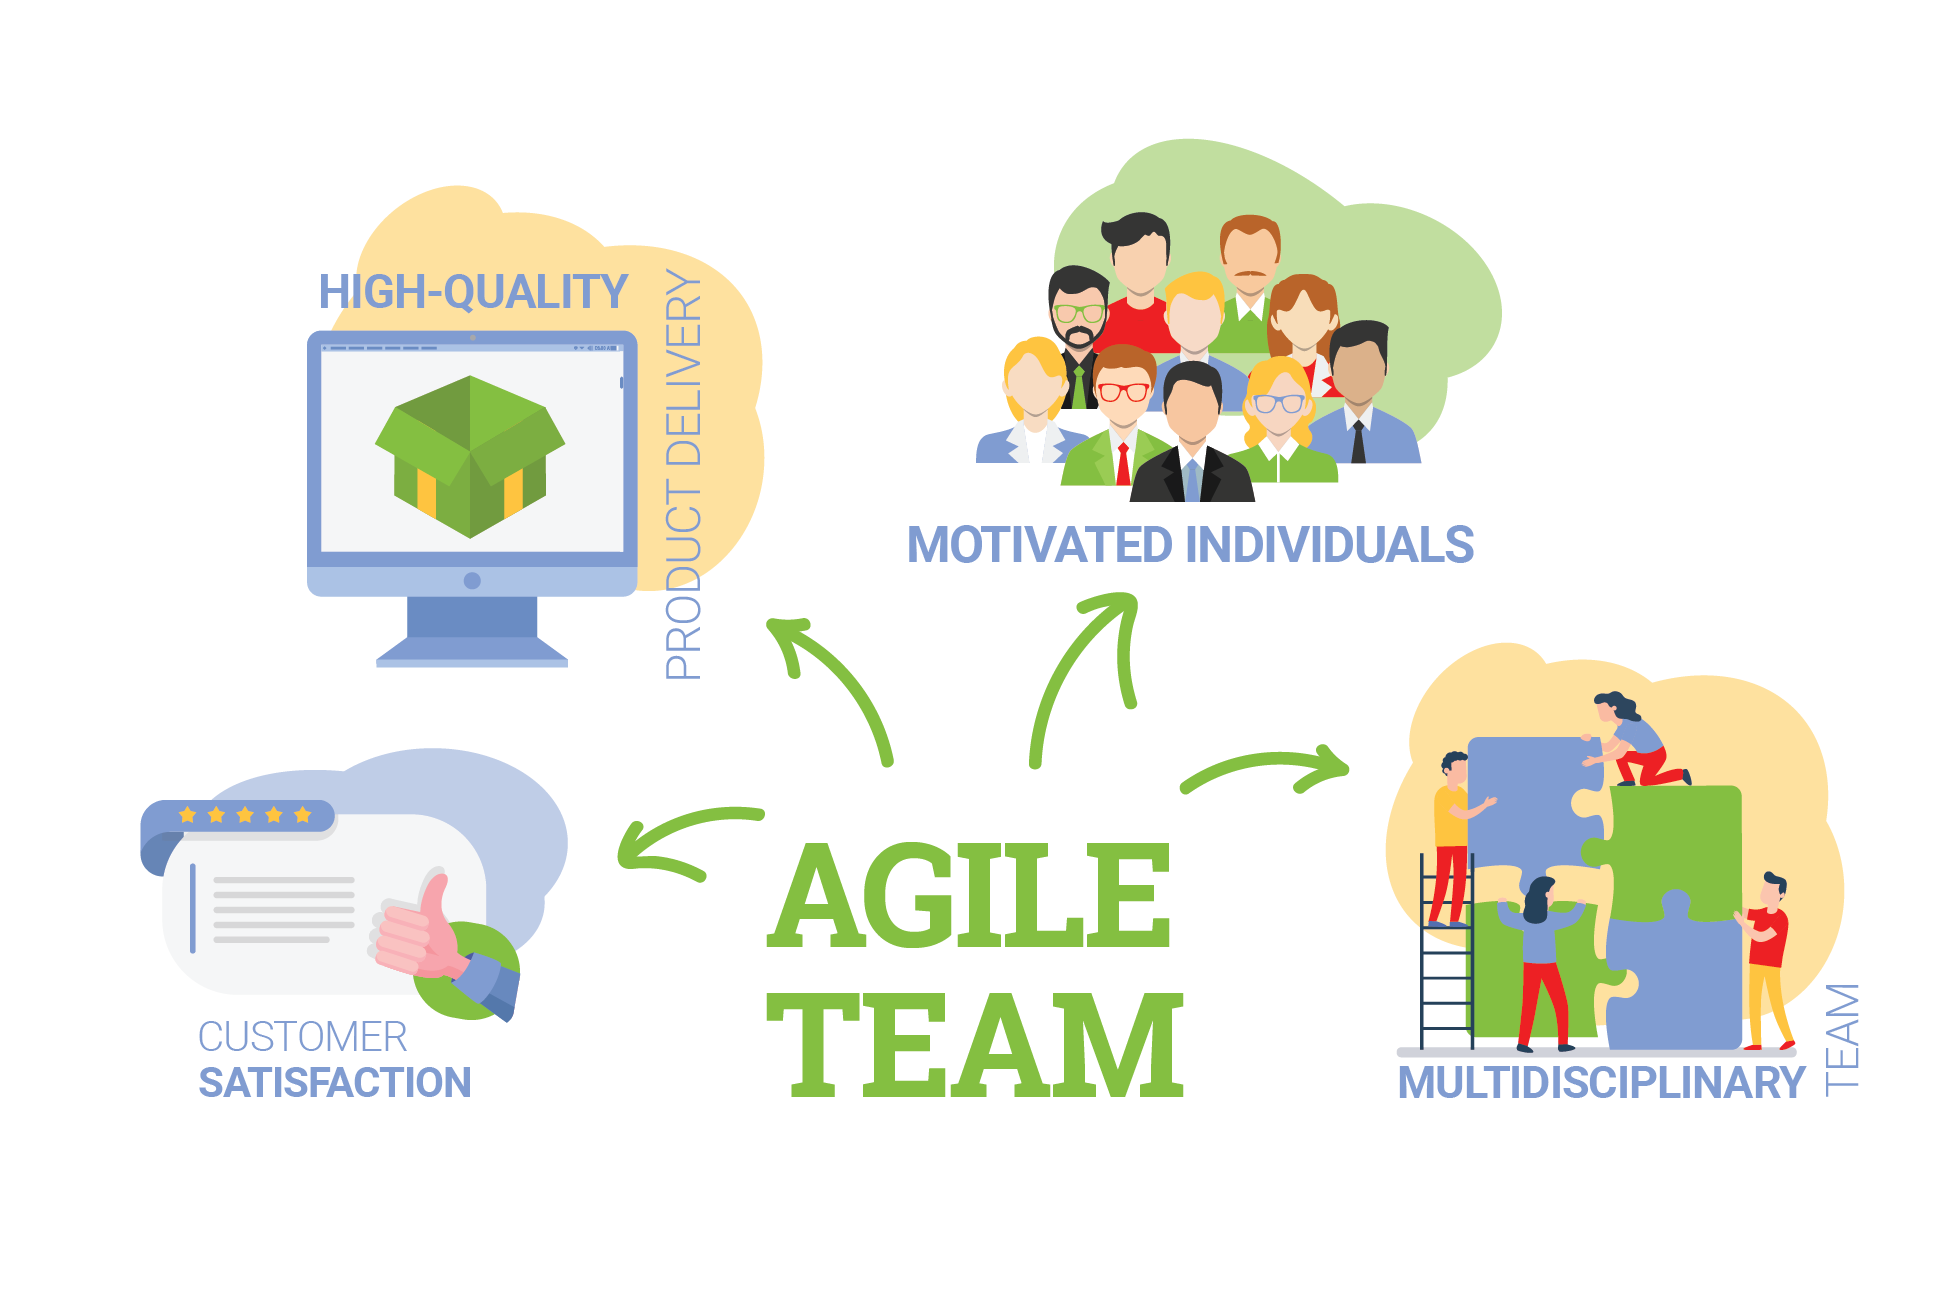 HIGH-QUALITY
PRODUCT DELIVERY
MOTIVATED INDIVIDUALS
CUSTOMER
SATISFACTION
AGILE
TEAM
MULTIDISCIPLINARY
TEAM